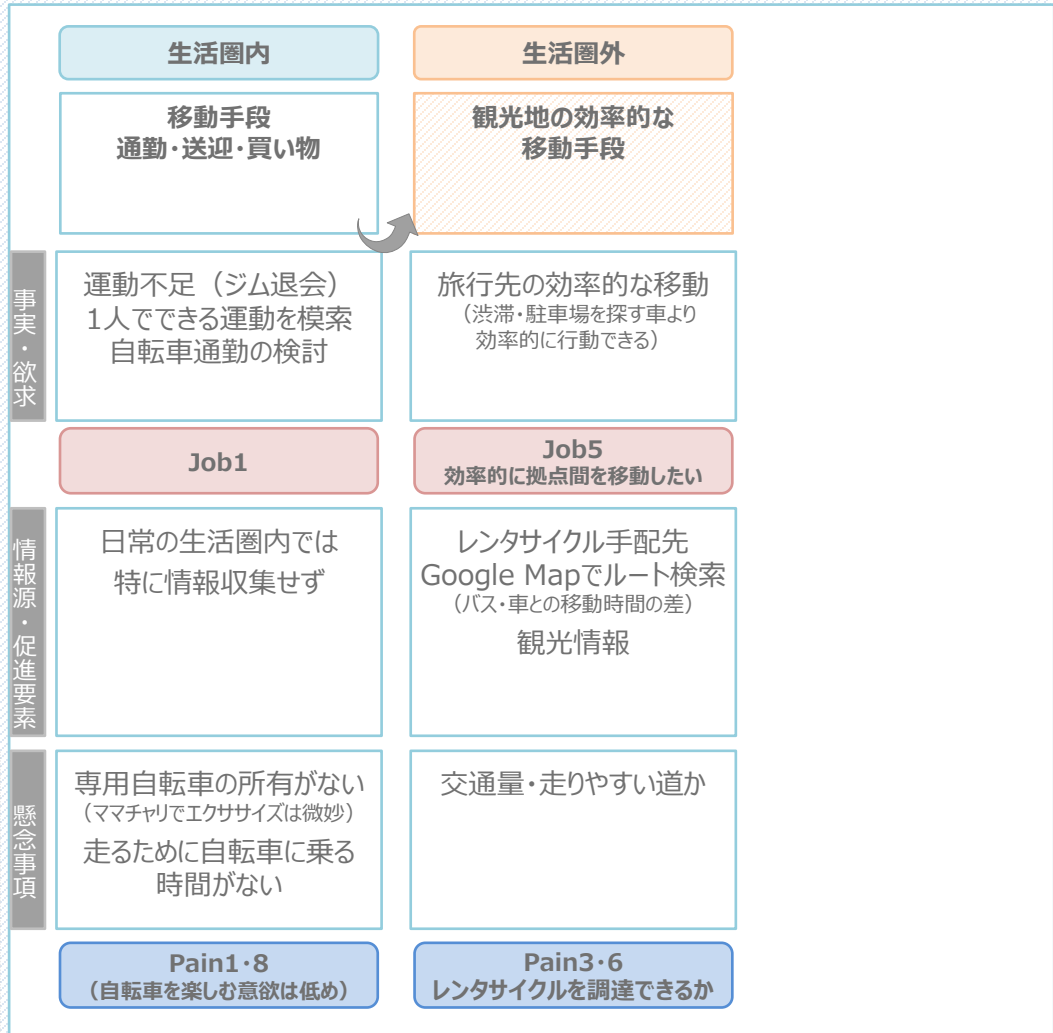 生活圏内
生活圏外
移動手段
通勤・送迎・買い物
観光地の効率的な
移動手段
事実・欲求
運動不足（ジム退会）
1人でできる運動を模索
自転車通勤の検討
旅行先の効率的な移動
（渋滞・駐車場を探す車より
効率的に行動できる）
Job1
Job5
効率的に拠点間を移動したい
情報源・促進要素
日常の生活圏内では
特に情報収集せず
レンタサイクル手配先
Google Mapでルート検索
（バス・車との移動時間の差）
観光情報
懸念事項
専用自転車の所有がない
（ママチャリでエクササイズは微妙）
走るために自転車に乗る
時間がない
交通量・走りやすい道か
Pain1・8
（自転車を楽しむ意欲は低め）
Pain3・6
レンタサイクルを調達できるか